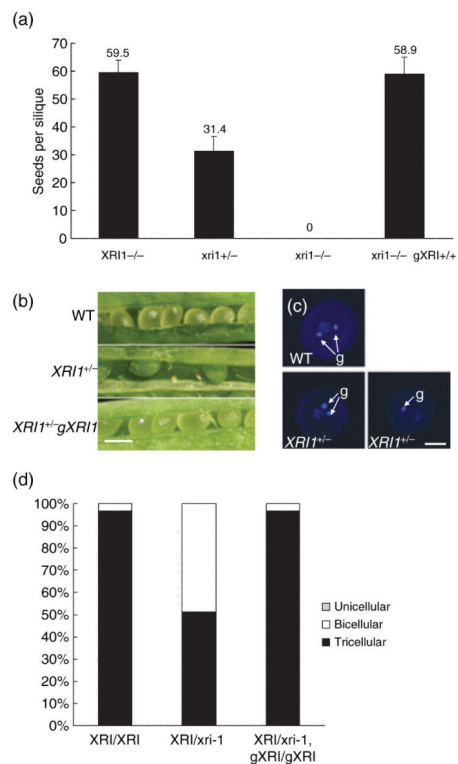 (a)
Seeds per silique
80
70
60
50
40
30
20
10
0
59.5
31.4
0
58.9
XRI1–/–
xri1+/–
xri1–/–
xri1–/– gXRI+/+
(b)
WT
XRI1+/–
XRI1+/–gXRI1
(c)
g
WT
g
XRI1+/–
g
XRI1+/–
(d)
100%
90%
80%
70%
60%
50%
40%
30%
20%
10%
0%
XRI/XRI
XRI/xri-1
XRI/xri-1,
gXRI/gXRI
Unicellular
Bicellular
Tricellular